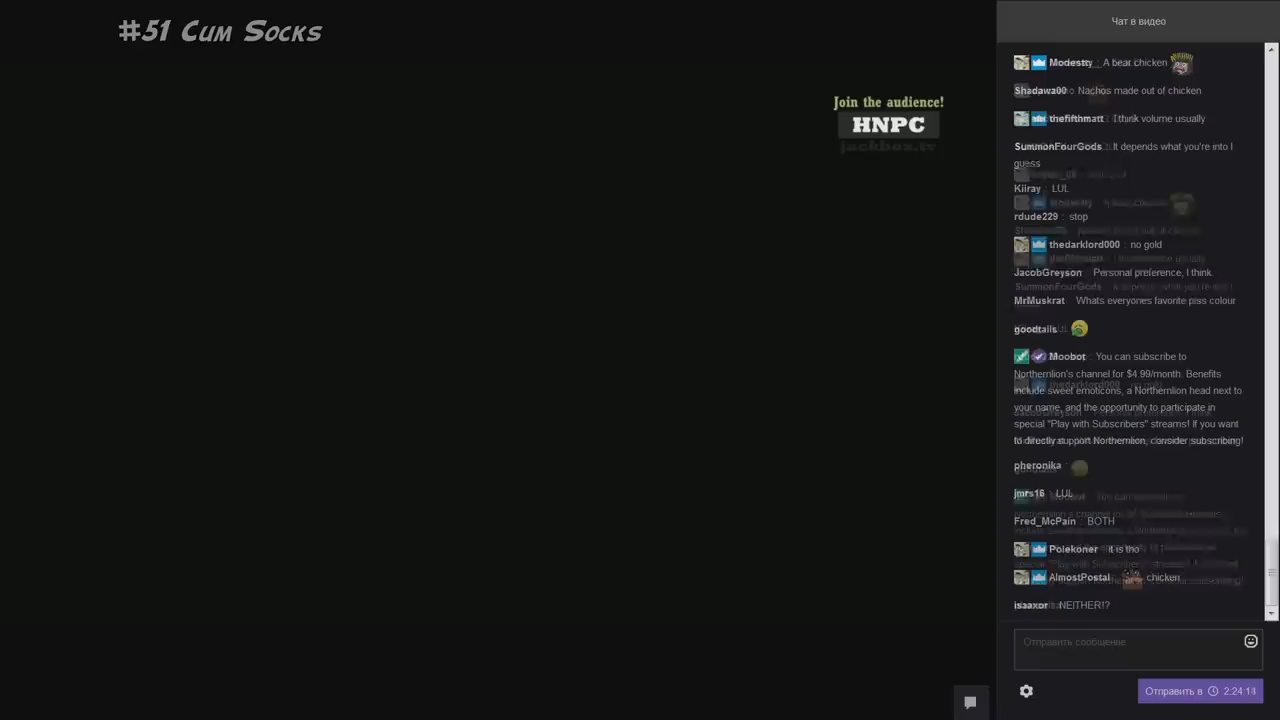 #51 Cum Socks
Join the audience!
HNPC
jackbox.tv
Чат в видео
Modestty : A bear chicken
Shadawa00 : Nachos made out of chicken
thefifthmatt : I think volume usually
SummonFourGods : It depends what you're into I
guess
Kiiray : LUL
rdude229 : stop
thedarklord000 : no gold
JacobGreyson : Personal preference, I think.
MrMuskrat : Whats everyones favorite piss colour
goodtails :
Moobot : You can subscribe to
Northernlion's channel for $4.99/month. Benefits
include sweet emoticons, a Northernlion head next to
your name, and the opportunity to participate in
special "Play with Subscribers" streams! If you want
to directly support Northernlion, consider subscribing!
pheronika :
jmrs16 : LUL
Fred_McPain : BOTH
Polekoner : it is tho
AlmostPostal : chicken
isaaxor : NEITHER!?
Отправить сообщение
Отправить в 2:24:14